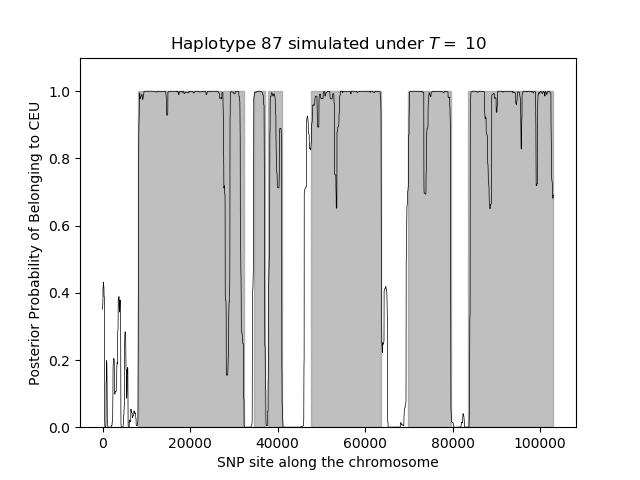 Haplotype 87 simulated under T = 10
Posterior Probability of Belonging to CEU
1.0
0.8
0.6
0.4
0.2
0.0
0 20000 40000 60000 80000 100000
SNP site along the chromosome